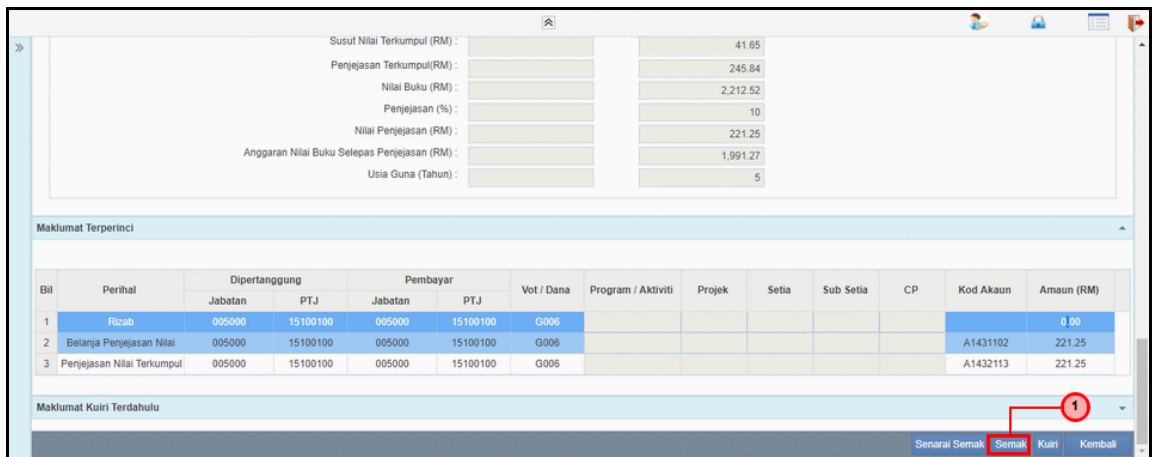 Susut Nilai Terkumpul (RM) : 41.65
Penjejasan Terkumpul(RM) : 245.84
Nilai Buku (RM) : 2,212.52
Penjejasan (%) : 10
Nilai Penjejasan (RM) : 221.25
Anggaran Nilai Buku Selepas Penjejasan (RM) : 1,991.27
Usia Guna (Tahun) : 5
Maklumat Terperinci
Bil Perihal Dipertanggung Pembayar Vot / Dana Program / Aktiviti Projek Setia Sub Setia CP Kod Akaun Amaun (RM)
Jabatan PTJ Jabatan PTJ
1 Rizab 005000 15100100 005000 15100100 G006 0.00
2 Belanja Penjejasan Nilai 005000 15100100 005000 15100100 G006 A1431102 221.25
3 Penjejasan Nilai Terkumpul 005000 15100100 005000 15100100 G006 A1432113 221.25
Maklumat Kuiri Terdahulu
1
Senarai Semak Semak Kuiri Kembali